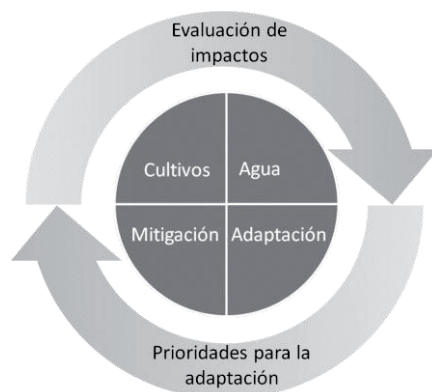 Evaluación de
impactos
Cultivos
Agua
Mitigación
Adaptación
Prioridades para la
adaptación